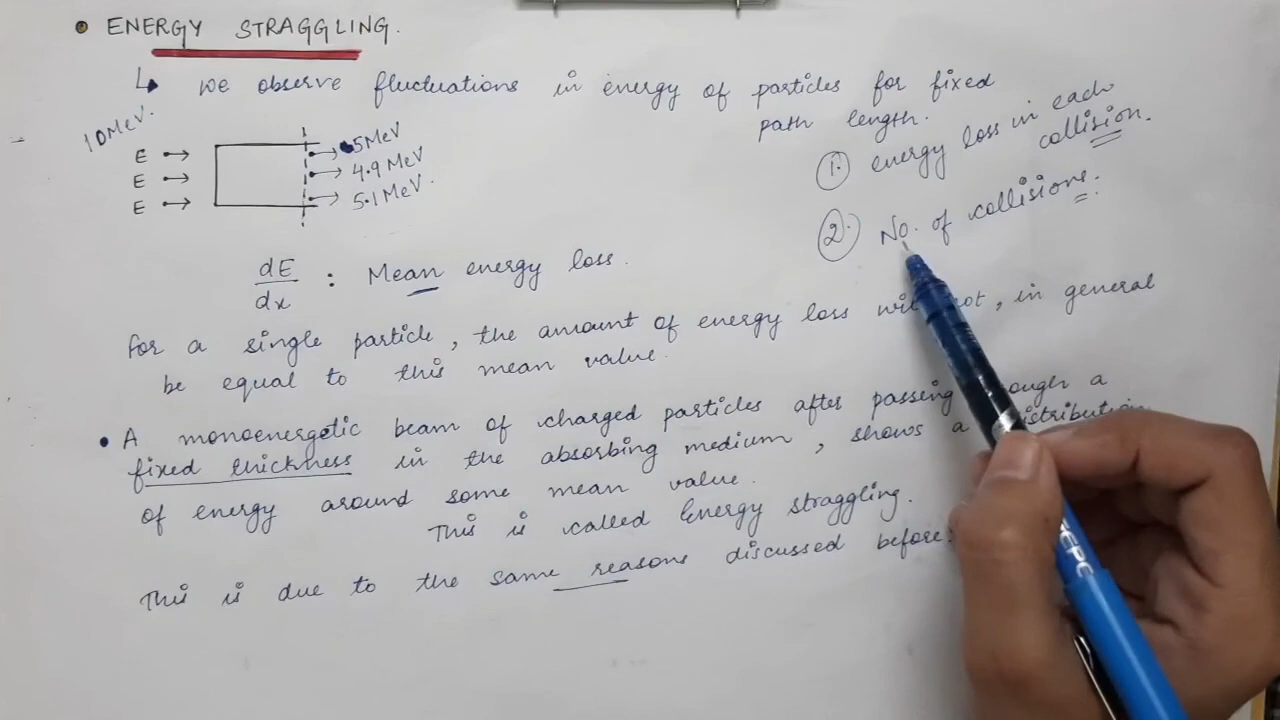 • ENERGY STRAGGLING.
↳ we observe fluctuations in energy of particles for fixed
path length.
① energy loss in each
collision.
② No. of collisions.
10MeV.
E → 5MeV
E → 4.9 MeV
E → 5.1 MeV.
dE/dx : Mean energy loss.
For a single particle, the amount of energy loss will not, in general
be equal to this mean value.
• A monoenergetic beam of charged particles after passing through a
fixed thickness in the absorbing medium, shows a distribution
of energy around some mean value.
This is called Energy straggling.
This is due to the same reasons discussed before: